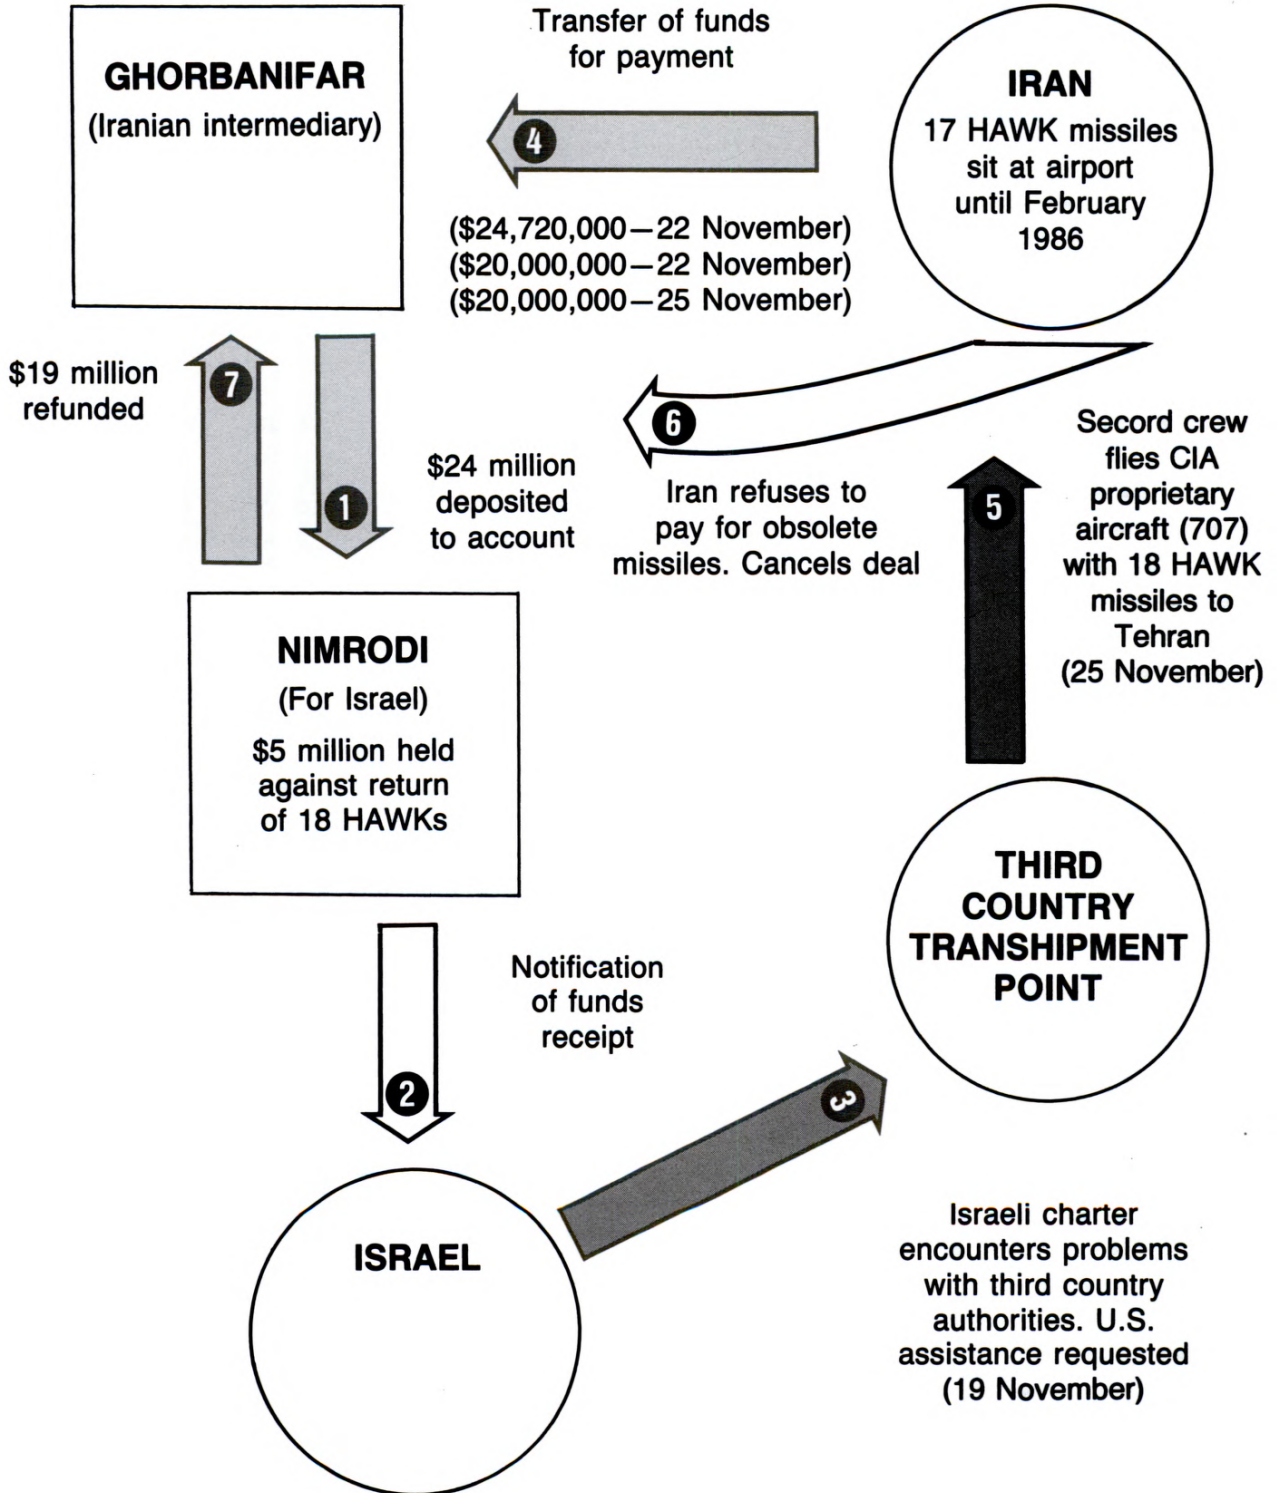 Transfer of funds
for payment
GHORBANIFAR
(Iranian intermediary)
4
IRAN
17 HAWK missiles
sit at airport
until February
1986
($24,720,000—22 November)
($20,000,000—22 November)
($20,000,000—25 November)
$19 million
refunded
7
1
$24 million
deposited
to account
6
Iran refuses to
pay for obsolete
missiles. Cancels deal
5
Second crew
flies CIA
proprietary
aircraft (707)
with 18 HAWK
missiles to
Tehran
(25 November)
NIMRODI
(For Israel)
$5 million held
against return
of 18 HAWKs
THIRD
COUNTRY
TRANSHIPMENT
POINT
Notification
of funds
receipt
2
3
ISRAEL
Israeli charter
encounters problems
with third country
authorities. U.S.
assistance requested
(19 November)